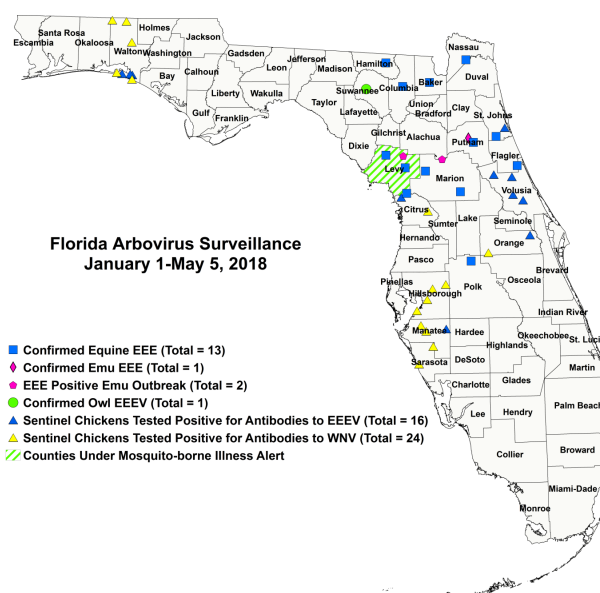 Holmes
Santa Rosa
Jackson
Escambia
Okaloosa
Walton
Washington
Nassau
Gadsden
Jefferson
Hamilton
Leon
Madison
Bay
Calhoun
Baker
Duval
Suwannee
Columbia
Liberty
Wakulla
Taylor
Union
Clay
Bradford
St. Johns
Gulf
Franklin
Lafayette
Gilchrist
Alachua
Putnam
Dixie
Flagler
Levy
Marion
Volusia
Citrus
Lake
Sumter
Seminole
Hernando
Orange
Florida Arbovirus Surveillance
January 1-May 5, 2018
Pasco
Brevard
Pinellas
Osceola
Hillsborough
Polk
Indian River
Manatee
Hardee
Okeechobee
Highlands
St. Luci
Sarasota
DeSoto
Martin
Charlotte
Glades
Lee
Hendry
Palm Beach
Collier
Broward
Miami-Dade
Monroe
Confirmed Equine EEE (Total = 13)
Confirmed Emu EEE (Total = 1)
EEE Positive Emu Outbreak (Total = 2)
Confirmed Owl EEEV (Total = 1)
Sentinel Chickens Tested Positive for Antibodies to EEEV (Total = 16)
Sentinel Chickens Tested Positive for Antibodies to WNV (Total = 24)
Counties Under Mosquito-borne Illness Alert